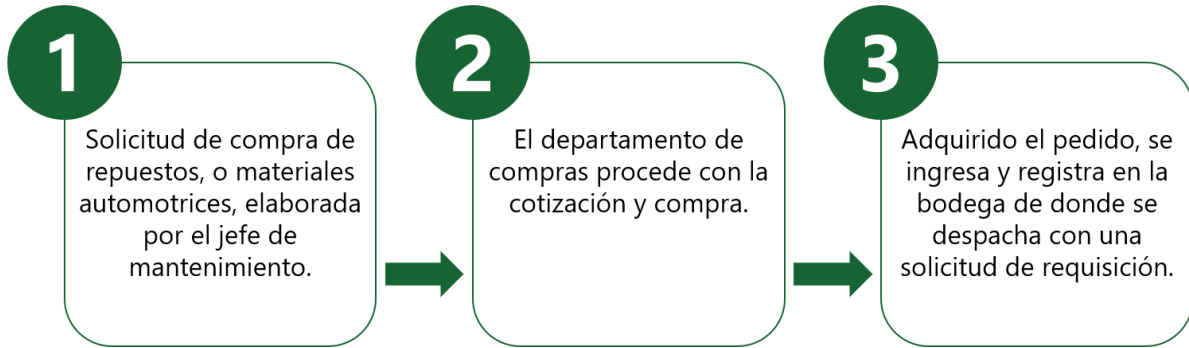 1
Solicitud de compra de
repuestos, o materiales
automotrices, elaborada
por el jefe de
mantenimiento.
2
El departamento de
compras procede con la
cotización y compra.
3
Adquirido el pedido, se
ingresa y registra en la
bodega de donde se
despacha con una
solicitud de requisición.